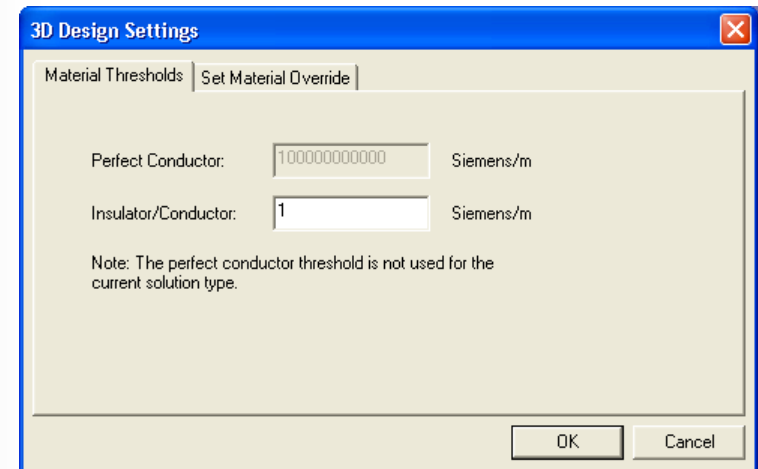 3D Design Settings
Material Thresholds Set Material Override
Perfect Conductor: 100000000000 Siemens/m
Insulator/Conductor: 1 Siemens/m
Note: The perfect conductor threshold is not used for the
current solution type.
OK Cancel